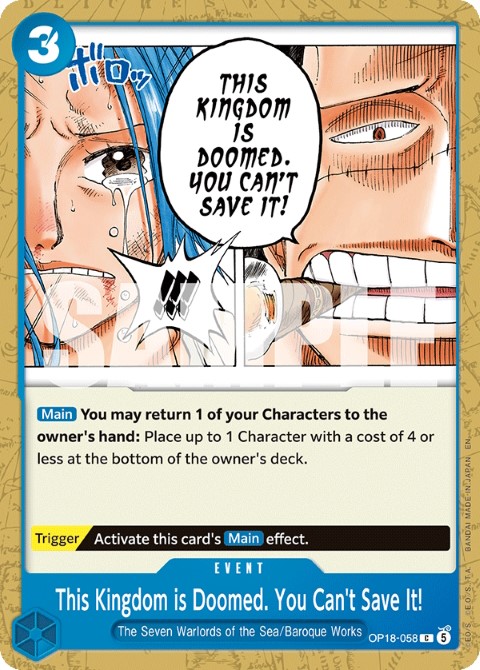 3
ボロッ
THIS
KINGDOM
IS
DOOMED.
YOU CAN'T
SAVE IT!
!!!
SAMPLE
Main You may return 1 of your Characters to the
owner's hand: Place up to 1 Character with a cost of 4 or
less at the bottom of the owner's deck.
Trigger Activate this card's Main effect.
EVENT
This Kingdom is Doomed. You Can't Save It!
The Seven Warlords of the Sea/Baroque Works
OP18-058 C 5
BANDAI MADE IN JAPAN EN